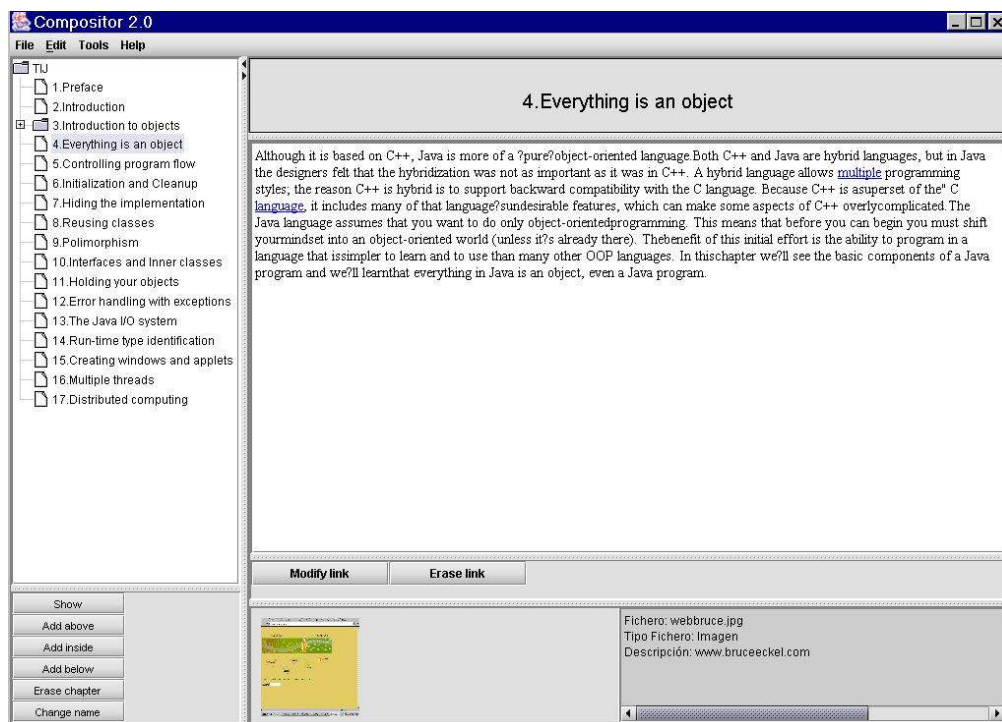 Compositor 2.0
File Edit Tools Help
TIJ
1.Preface
2.Introduction
3.Introduction to objects
4.Everything is an object
5.Controlling program flow
6.Initialization and Cleanup
7.Hiding the implementation
8.Reusing classes
9.Polimorphism
10.Interfaces and Inner classes
11.Holding your objects
12.Error handling with exceptions
13.The Java I/O system
14.Run-time type identification
15.Creating windows and applets
16.Multiple threads
17.Distributed computing
Show
Add above
Add inside
Add below
Erase chapter
Change name
4.Everything is an object
Although it is based on C++, Java is more of a ?pure?object-oriented language.Both C++ and Java are hybrid languages, but in Java
the designers felt that the hybridization was not as important as it was in C++. A hybrid language allows multiple programming
styles; the reason C++ is hybrid is to support backward compatibility with the C language. Because C++ is asuperset of the" C
language, it includes many of that language?sundesirable features, which can make some aspects of C++ overlycomplicated.The
Java language assumes that you want to do only object-orientedprogramming. This means that before you can begin you must shift
yourmindset into an object-oriented world (unless it?s already there). Thebenefit of this initial effort is the ability to program in a
language that issimpler to learn and to use than many other OOP languages. In thischapter we?ll see the basic components of a Java
program and we?ll learnthat everything in Java is an object, even a Java program.
Modify link
Erase link
Fichero: webbruce.jpg
Tipo Fichero: Imagen
Descripción: www.bruceeckel.com